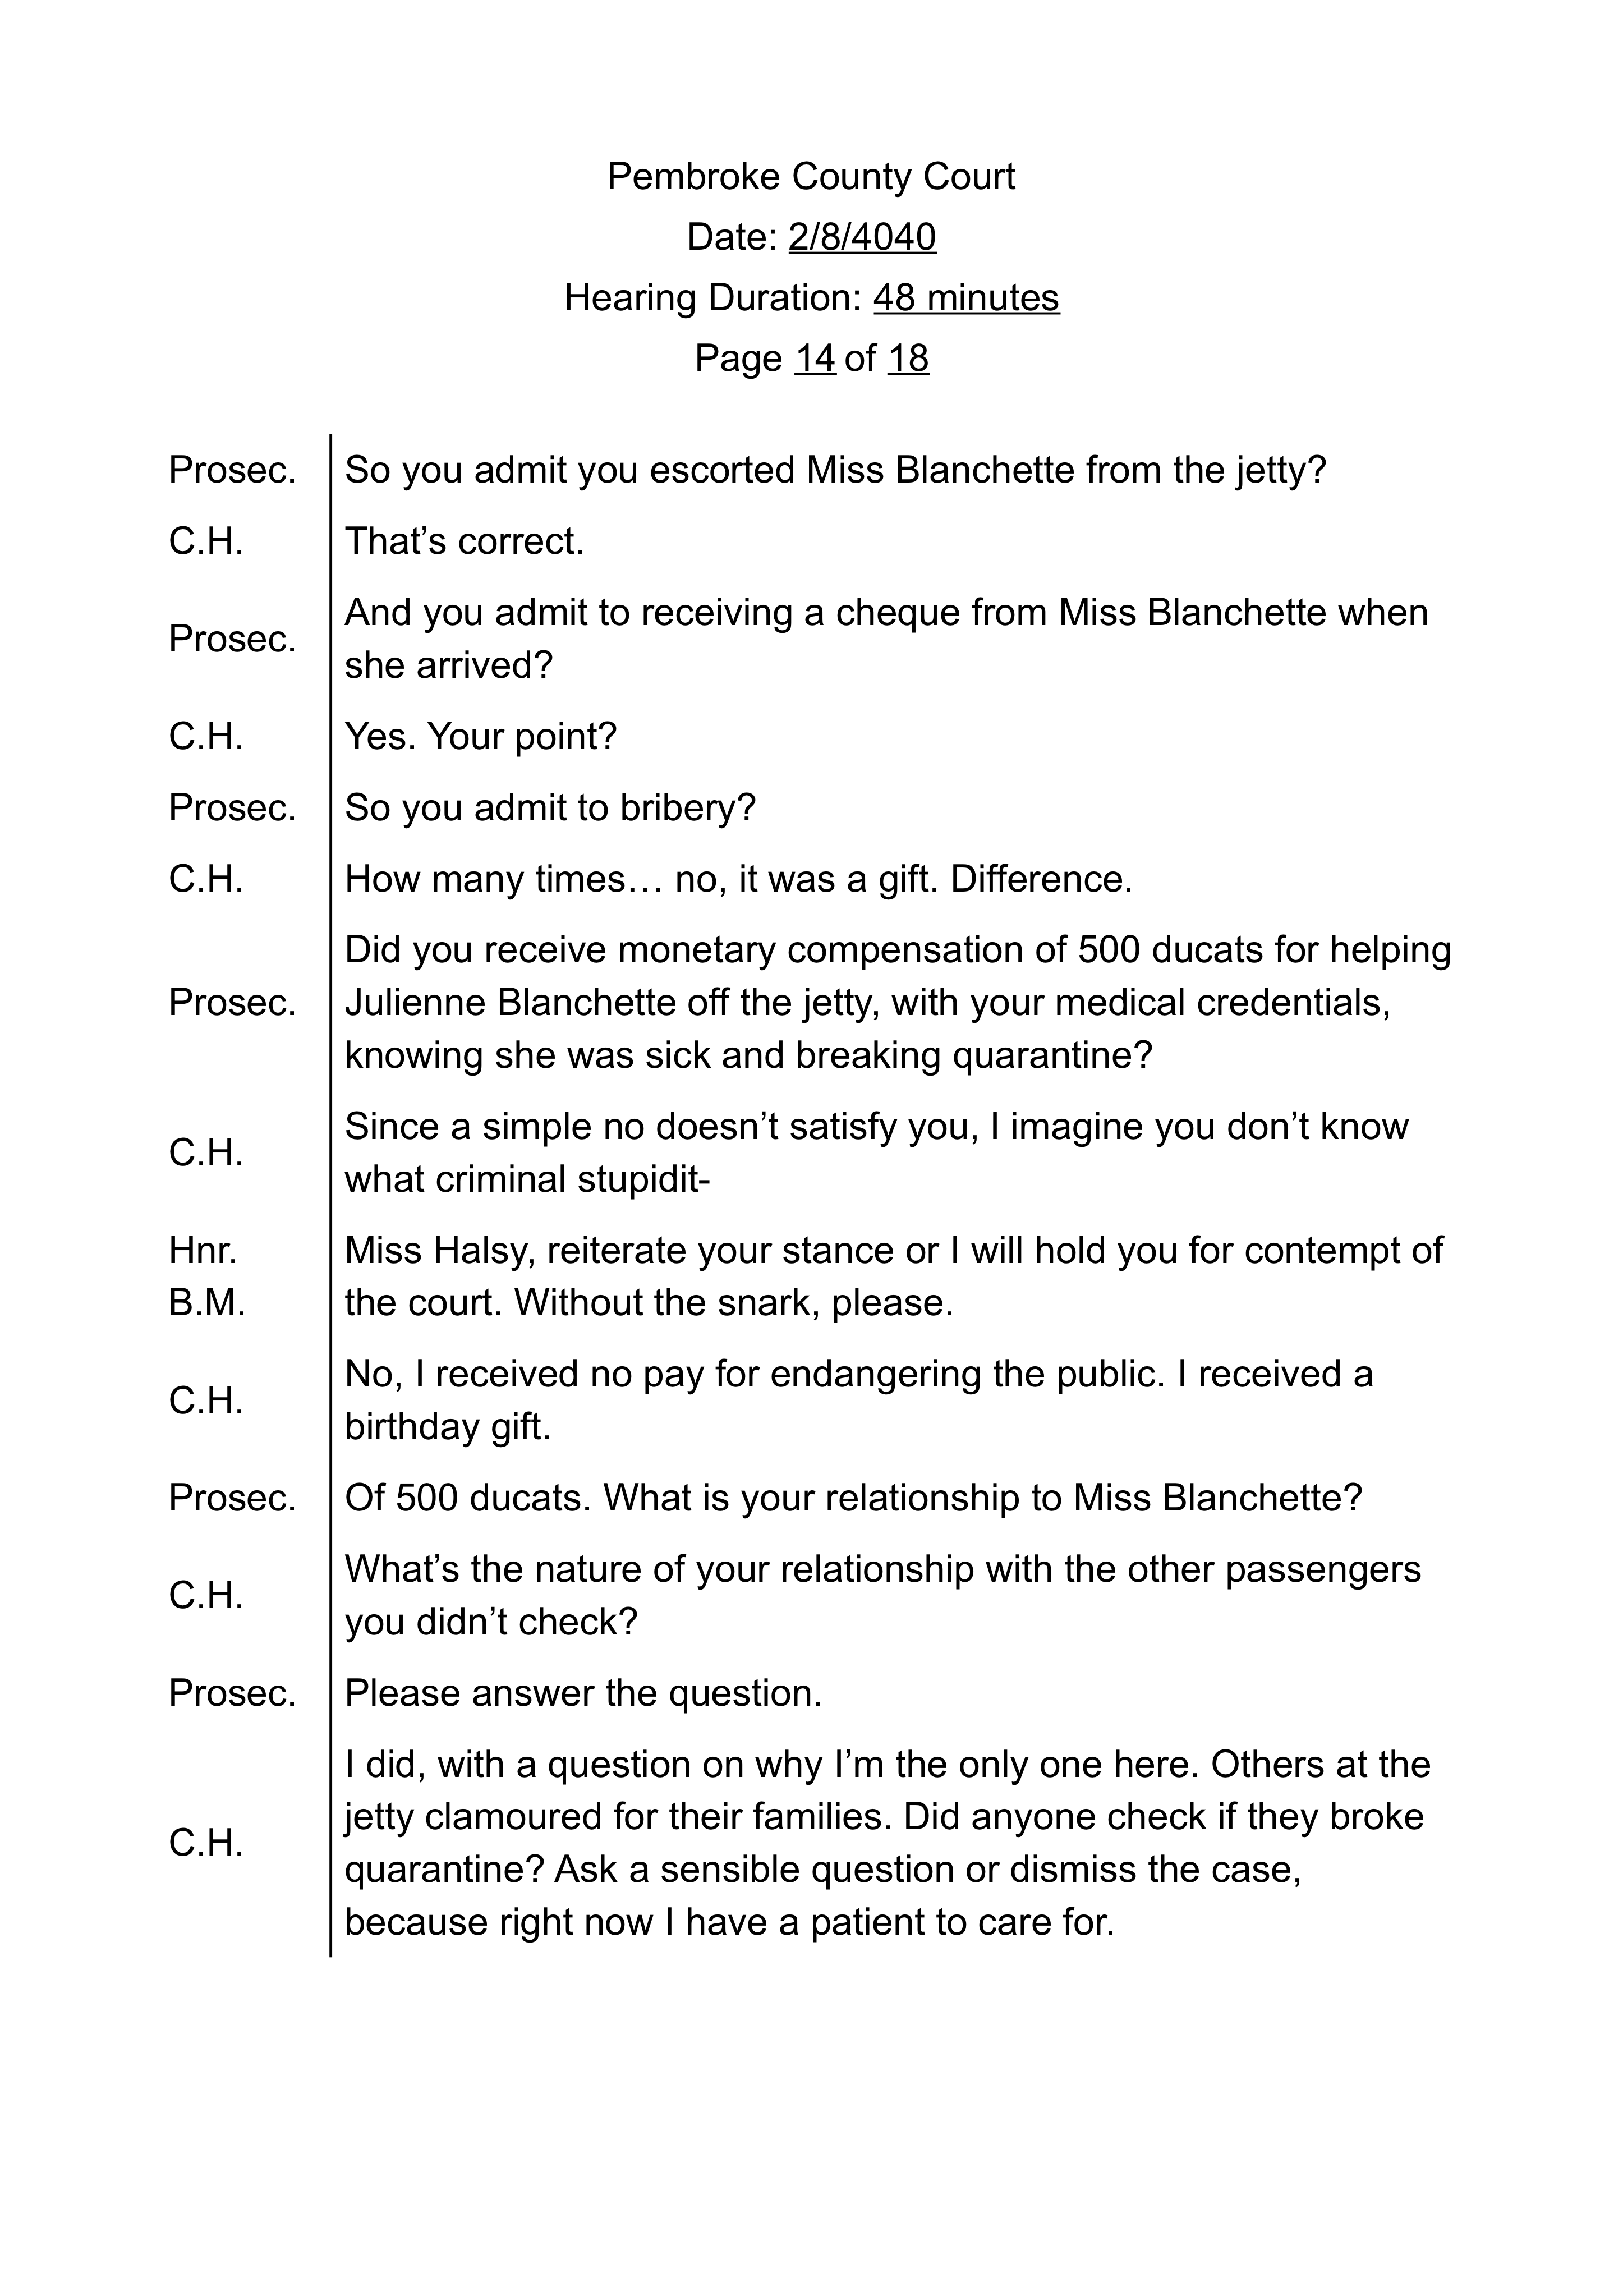 Pembroke County Court
Date: 2/8/4040
Hearing Duration: 48 minutes
Page 14 of 18
Prosec. So you admit you escorted Miss Blanchette from the jetty?
C.H. That’s correct.
Prosec. And you admit to receiving a cheque from Miss Blanchette when
she arrived?
C.H. Yes. Your point?
Prosec. So you admit to bribery?
C.H. How many times… no, it was a gift. Difference.
Prosec. Did you receive monetary compensation of 500 ducats for helping
Julienne Blanchette off the jetty, with your medical credentials,
knowing she was sick and breaking quarantine?
C.H. Since a simple no doesn’t satisfy you, I imagine you don’t know
what criminal stupidit-
Hnr. Miss Halsy, reiterate your stance or I will hold you for contempt of
B.M. the court. Without the snark, please.
C.H. No, I received no pay for endangering the public. I received a
birthday gift.
Prosec. Of 500 ducats. What is your relationship to Miss Blanchette?
C.H. What’s the nature of your relationship with the other passengers
you didn’t check?
Prosec. Please answer the question.
C.H. I did, with a question on why I’m the only one here. Others at the
jetty clamoured for their families. Did anyone check if they broke
quarantine? Ask a sensible question or dismiss the case,
because right now I have a patient to care for.